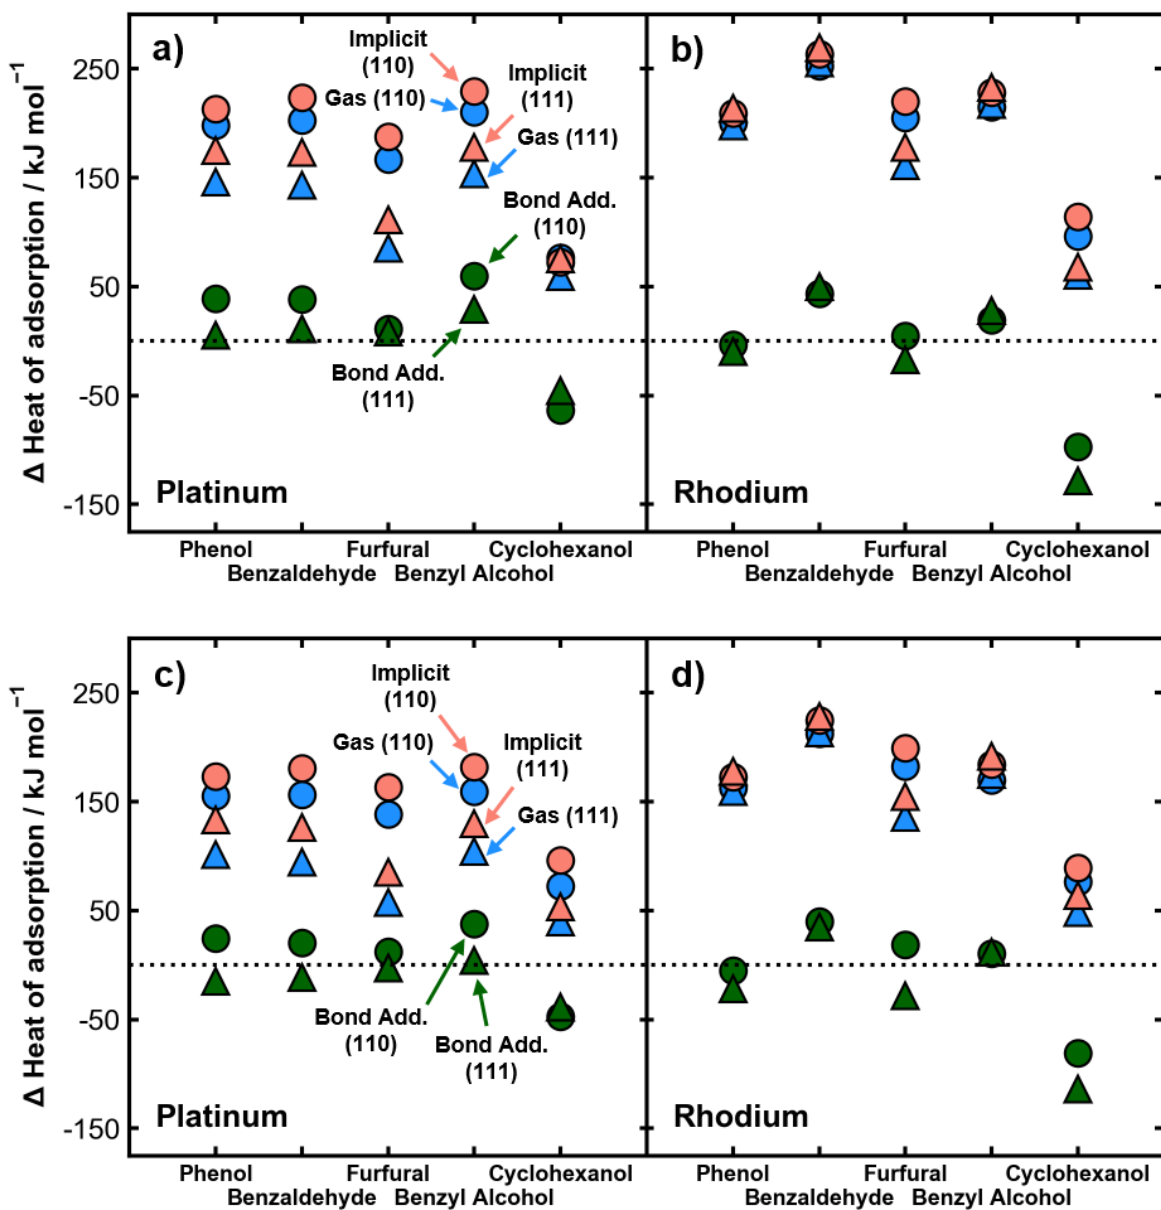 a)
Implicit
(110)
Implicit
(111)
Gas (110)
Gas (111)
Bond Add.
(110)
Bond Add.
(111)
Platinum
b)
Rhodium
Δ Heat of adsorption / kJ mol⁻¹
250
150
50
-50
-150
Phenol
Benzaldehyde
Furfural
Benzyl Alcohol
Cyclohexanol
Phenol
Benzaldehyde
Furfural
Benzyl Alcohol
Cyclohexanol
c)
Implicit
(110)
Gas (110)
Implicit
(111)
Gas (111)
Bond Add.
(110)
Bond Add.
(111)
Platinum
d)
Rhodium
Δ Heat of adsorption / kJ mol⁻¹
250
150
50
-50
-150
Phenol
Benzaldehyde
Furfural
Benzyl Alcohol
Cyclohexanol
Phenol
Benzaldehyde
Furfural
Benzyl Alcohol
Cyclohexanol